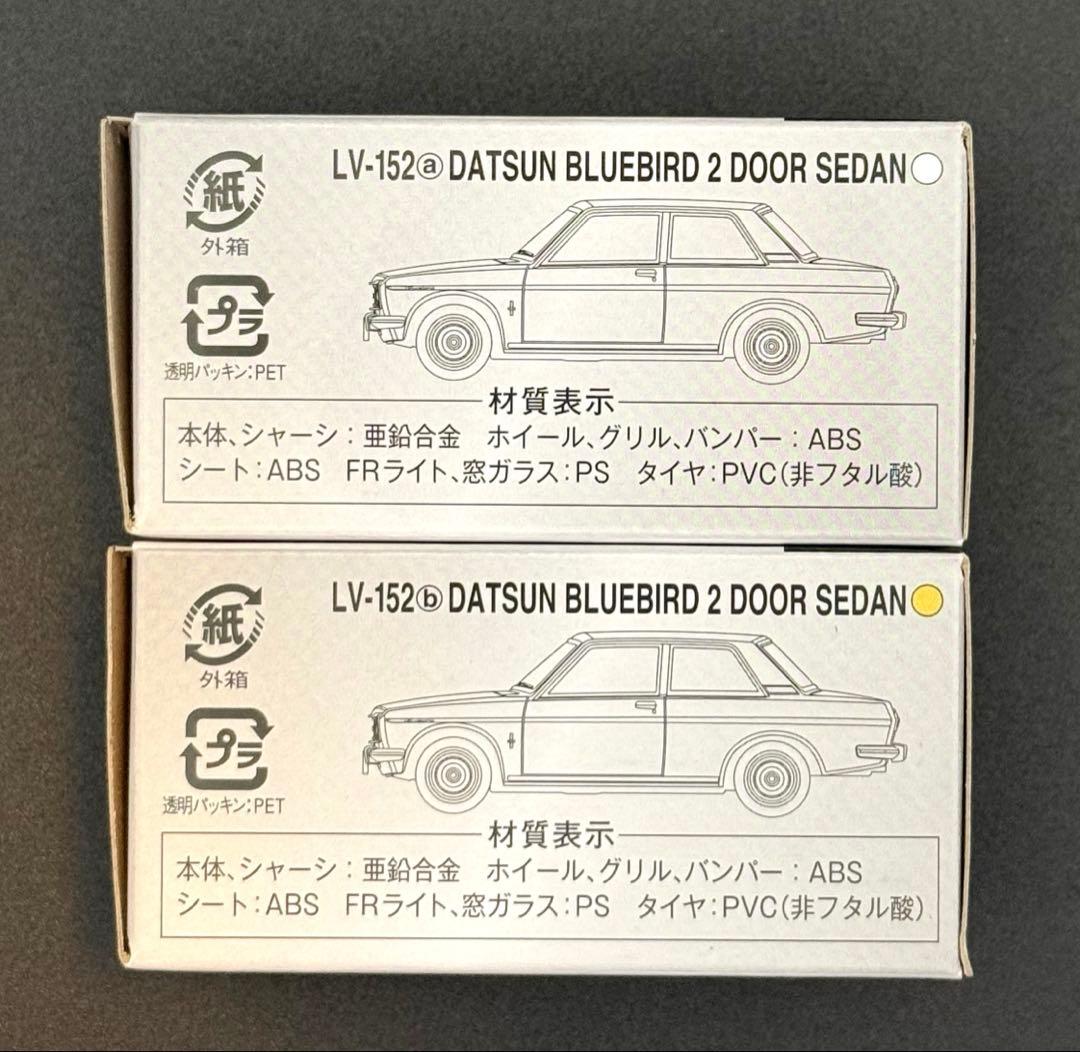 LV-152ⓐDATSUN BLUEBIRD 2 DOOR SEDAN
紙
外箱
プラ
透明パッキン:PET
材質表示
本体、シャーシ:亜鉛合金 ホイール、グリル、バンパー:ABS
シート:ABS FRライト、窓ガラス:PS タイヤ:PVC(非フタル酸)
LV-152ⓑDATSUN BLUEBIRD 2 DOOR SEDAN
紙
外箱
プラ
透明パッキン:PET
材質表示
本体、シャーシ:亜鉛合金 ホイール、グリル、バンパー:ABS
シート:ABS FRライト、窓ガラス:PS タイヤ:PVC(非フタル酸)